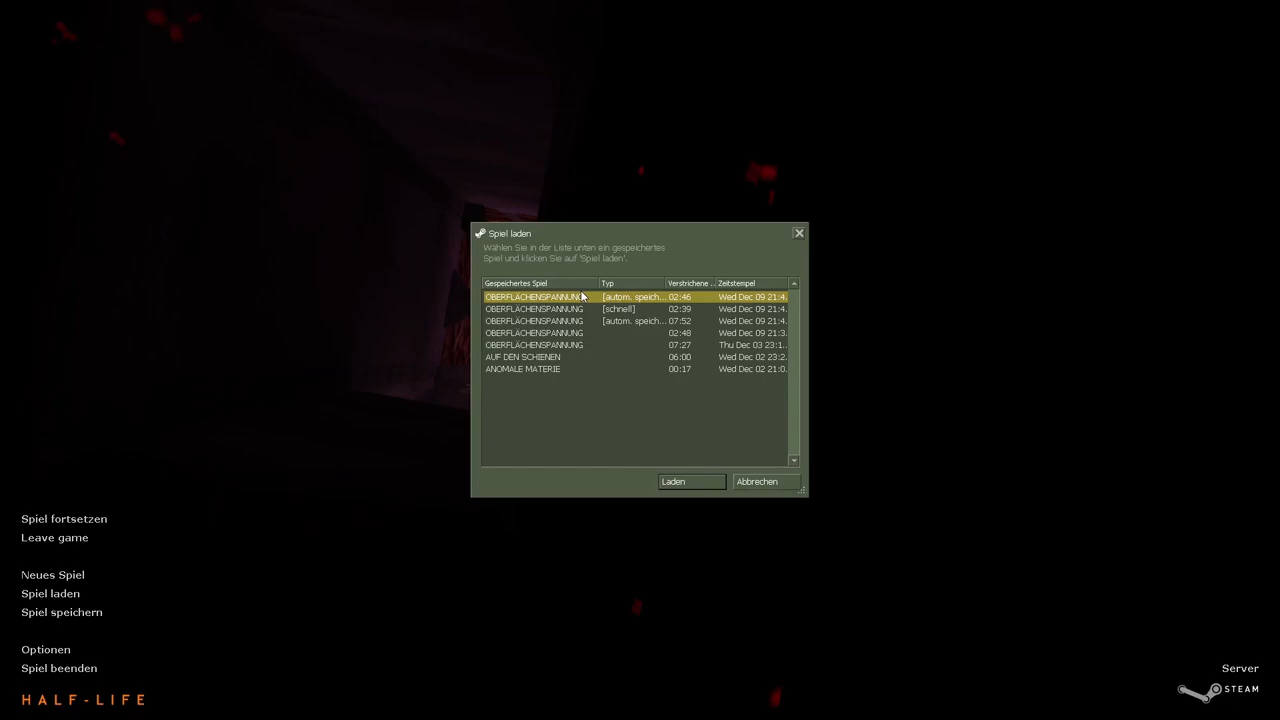 Spiel laden
Wählen Sie in der Liste unten ein gespeichertes
Spiel und klicken Sie auf 'Spiel laden'.
Gespeichertes Spiel Typ Verstrichene ... Zeitstempel
OBERFLÄCHENSPANNUNG [autom. speich... 02:46 Wed Dec 09 21:4.
OBERFLÄCHENSPANNUNG [schnell] 02:39 Wed Dec 09 21:4.
OBERFLÄCHENSPANNUNG [autom. speich... 07:52 Wed Dec 09 21:4.
OBERFLÄCHENSPANNUNG 02:48 Wed Dec 09 21:3.
OBERFLÄCHENSPANNUNG 07:27 Thu Dec 03 23:1..
AUF DEN SCHIENEN 06:00 Wed Dec 02 23:2.
ANOMALE MATERIE 00:17 Wed Dec 02 21:0.
Laden Abbrechen
Spiel fortsetzen
Leave game
Neues Spiel
Spiel laden
Spiel speichern
Optionen
Spiel beenden
Server
HALF-LIFE
STEAM